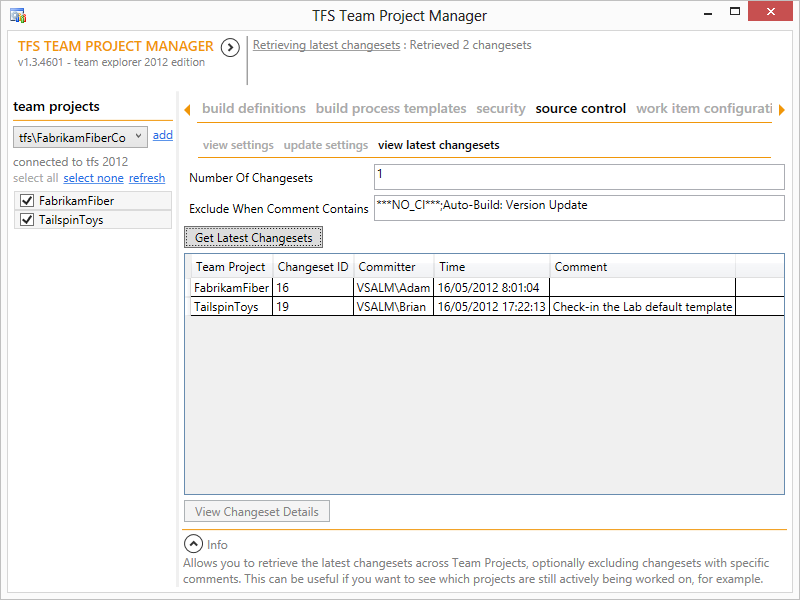 TFS Team Project Manager
TFS TEAM PROJECT MANAGER
v1.3.4601 - team explorer 2012 edition
Retrieving latest changesets : Retrieved 2 changesets
team projects
tfs\FabrikamFiberCo add
connected to tfs 2012
select all select none refresh
FabrikamFiber
TailspinToys
build definitions build process templates security source control work item configurati
view settings update settings view latest changesets
Number Of Changesets 1
Exclude When Comment Contains ***NO_CI***;Auto-Build: Version Update
Get Latest Changesets
Team Project Changeset ID Committer Time Comment
FabrikamFiber 16 VSALM\Adam 16/05/2012 8:01:04
TailspinToys 19 VSALM\Brian 16/05/2012 17:22:13 Check-in the Lab default template
View Changeset Details
Info
Allows you to retrieve the latest changesets across Team Projects, optionally excluding changesets with specific
comments. This can be useful if you want to see which projects are still actively being worked on, for example.